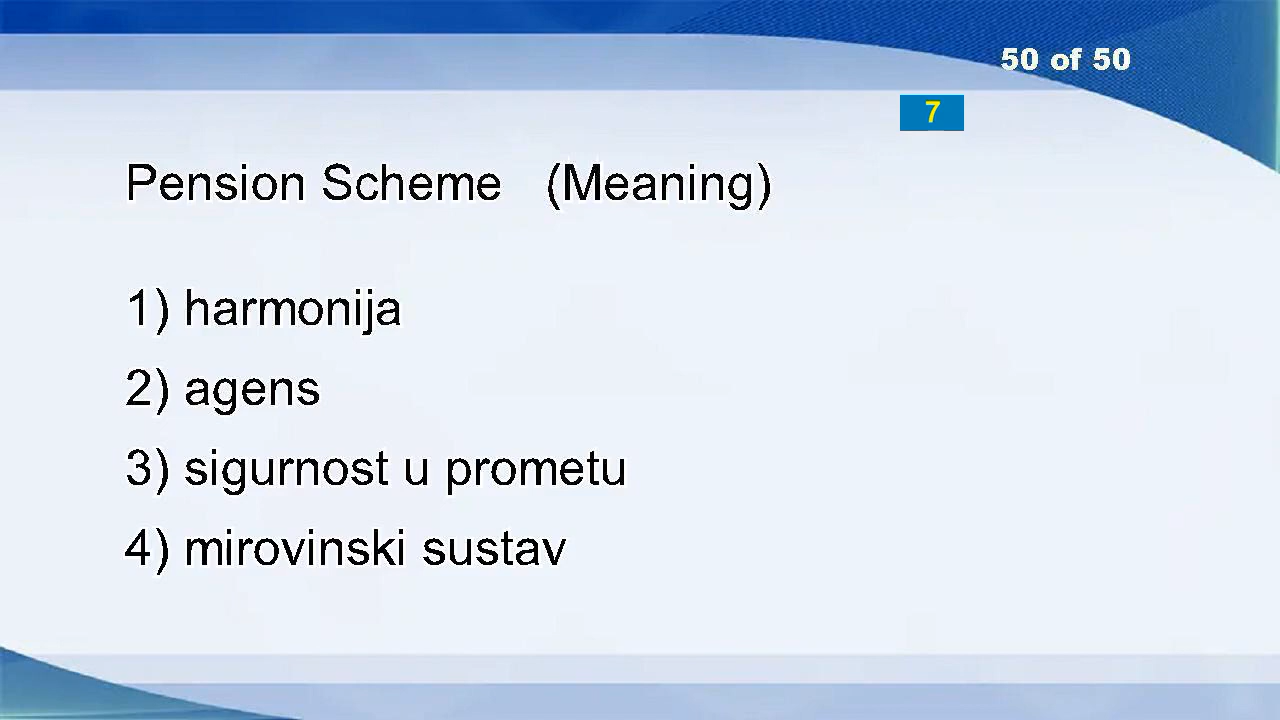 50 of 50
7
Pension Scheme (Meaning)
1) harmonija
2) agens
3) sigurnost u prometu
4) mirovinski sustav